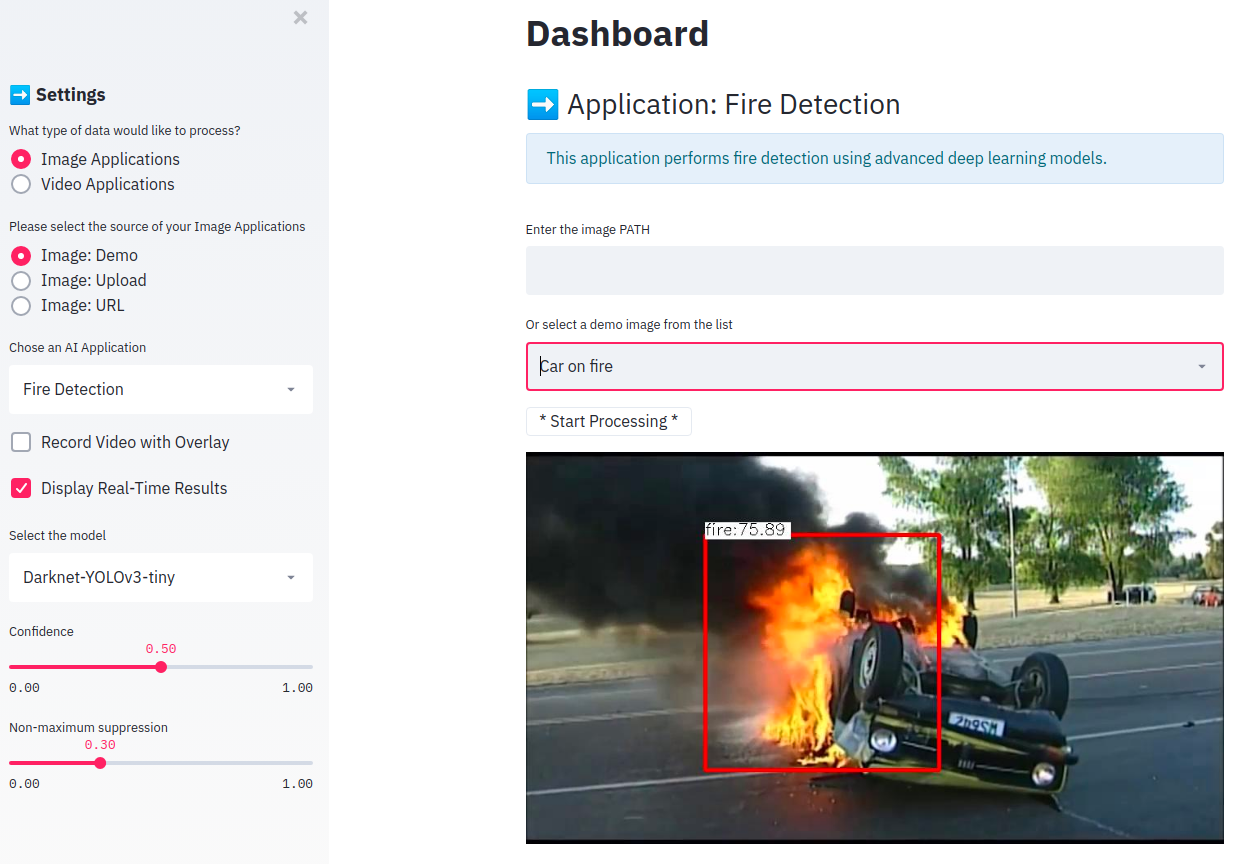 Settings
What type of data would like to process?
Image Applications
Video Applications
Please select the source of your Image Applications
Image: Demo
Image: Upload
Image: URL
Chose an AI Application
Fire Detection
Record Video with Overlay
Display Real-Time Results
Select the model
Darknet-YOLOv3-tiny
Confidence
0.50
0.00 1.00
Non-maximum suppression
0.30
0.00 1.00
Dashboard
Application: Fire Detection
This application performs fire detection using advanced deep learning models.
Enter the image PATH
Or select a demo image from the list
Car on fire
* Start Processing *
fire:75.89